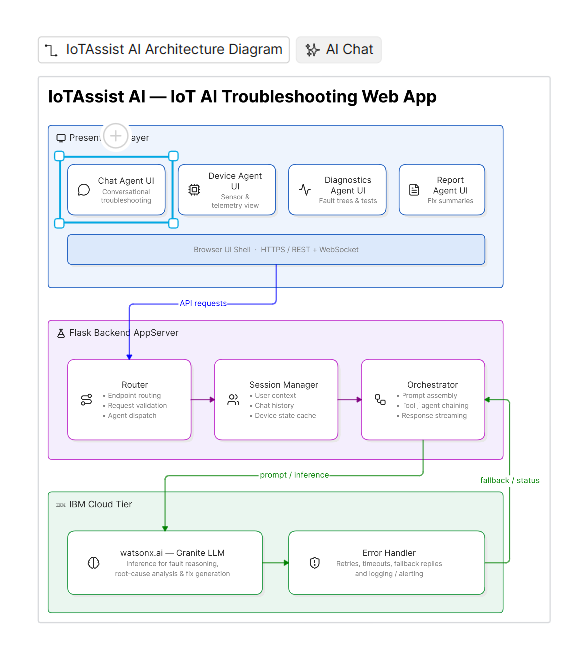 IoTAssist AI Architecture Diagram
AI Chat
IoTAssist AI — IoT AI Troubleshooting Web App
Chat Agent UI
Conversational
troubleshooting
Device Agent
UI
Sensor &
telemetry view
Diagnostics
Agent UI
Fault trees & tests
Report
Agent UI
Fix summaries
Browser UI Shell · HTTPS / REST + WebSocket
API requests
Flask Backend AppServer
Router
• Endpoint routing
• Request validation
• Agent dispatch
Session Manager
• User context
• Chat history
• Device state cache
Orchestrator
• Prompt assembly
• agent chaining
• Response streaming
prompt / inference
fallback / status
IBM Cloud Tier
watsonx.ai — Granite LLM
Inference for fault reasoning,
root-cause analysis & fix generation
Error Handler
Retries, timeouts, fallback replies
and logging / alerting